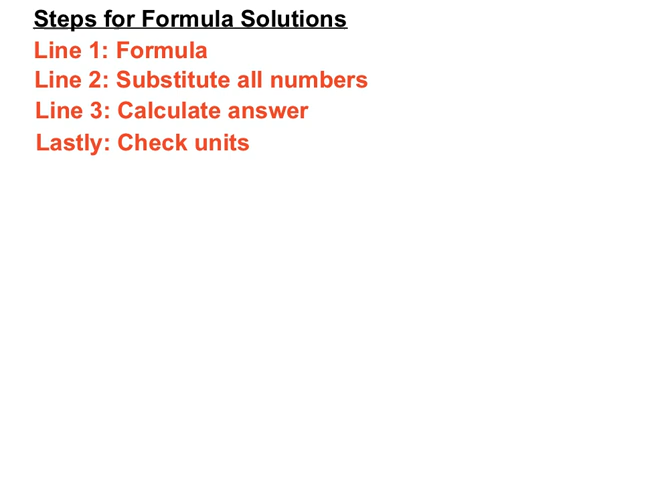 Steps for Formula Solutions
Line 1: Formula
Line 2: Substitute all numbers
Line 3: Calculate answer
Lastly: Check units